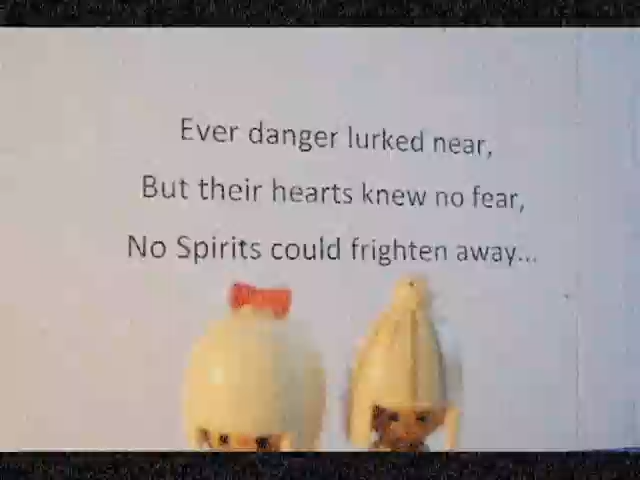 Ever danger lurked near,
But their hearts knew no fear,
No Spirits could frighten away...